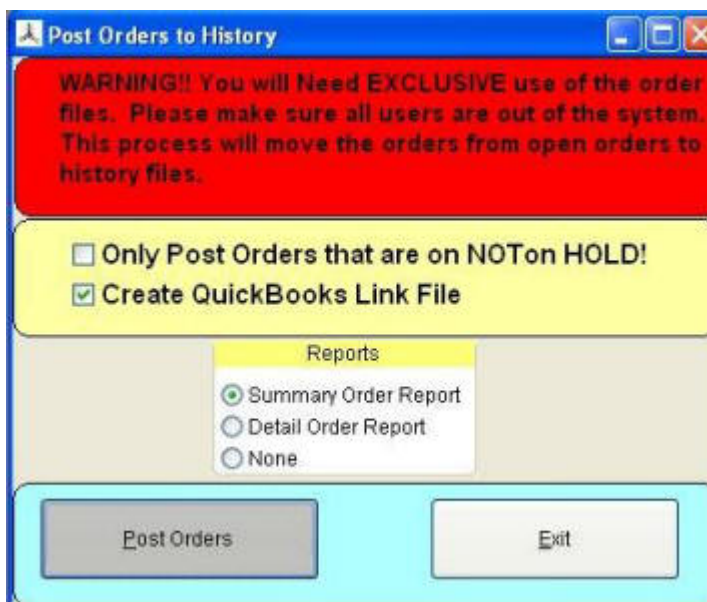 Post Orders to History
WARNING!! You will Need EXCLUSIVE use of the order
files.  Please make sure all users are out of the system.
This process will move the orders from open orders to
history files.
Only Post Orders that are on NOTon HOLD!
Create QuickBooks Link File
Reports
Summary Order Report
Detail Order Report
None
Post Orders
Exit